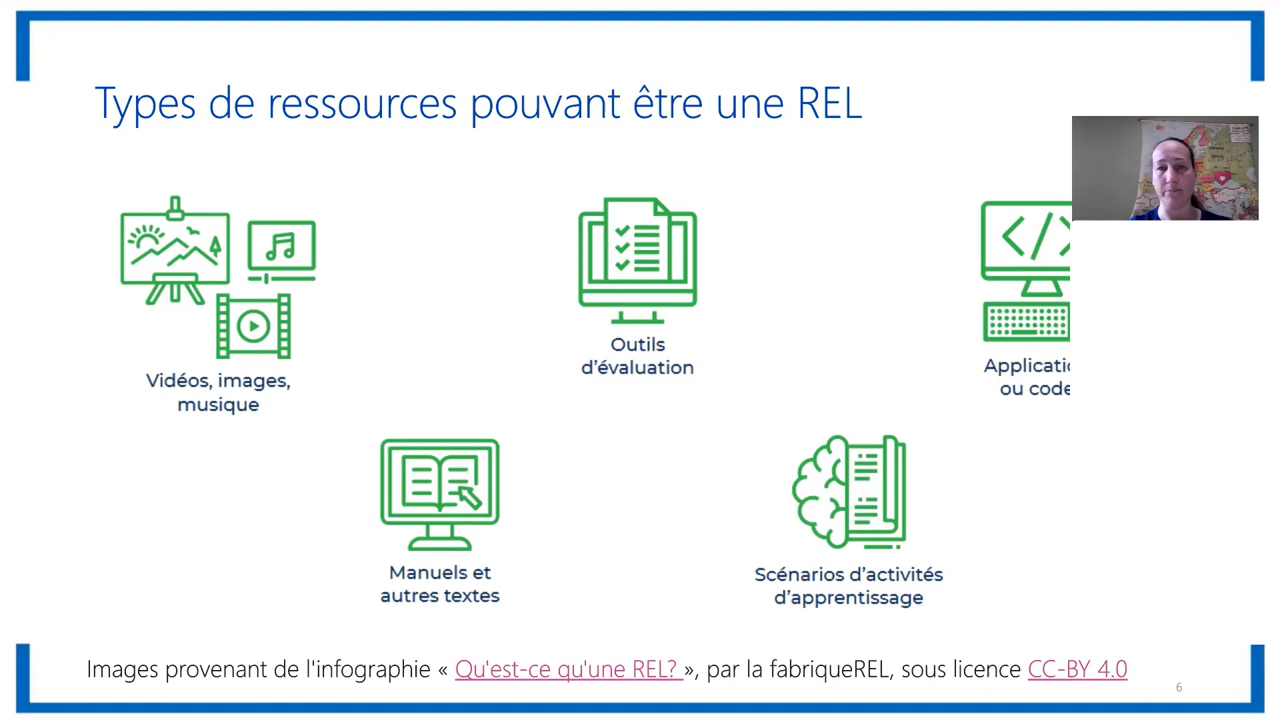 Types de ressources pouvant être une REL
Vidéos, images,
musique
Outils
d'évaluation
ou code
Manuels et
autres textes
Scénarios d'activités
d'apprentissage
Images provenant de l'infographie « Qu'est-ce qu'une REL? », par la fabriqueREL, sous licence CC-BY 4.0
6